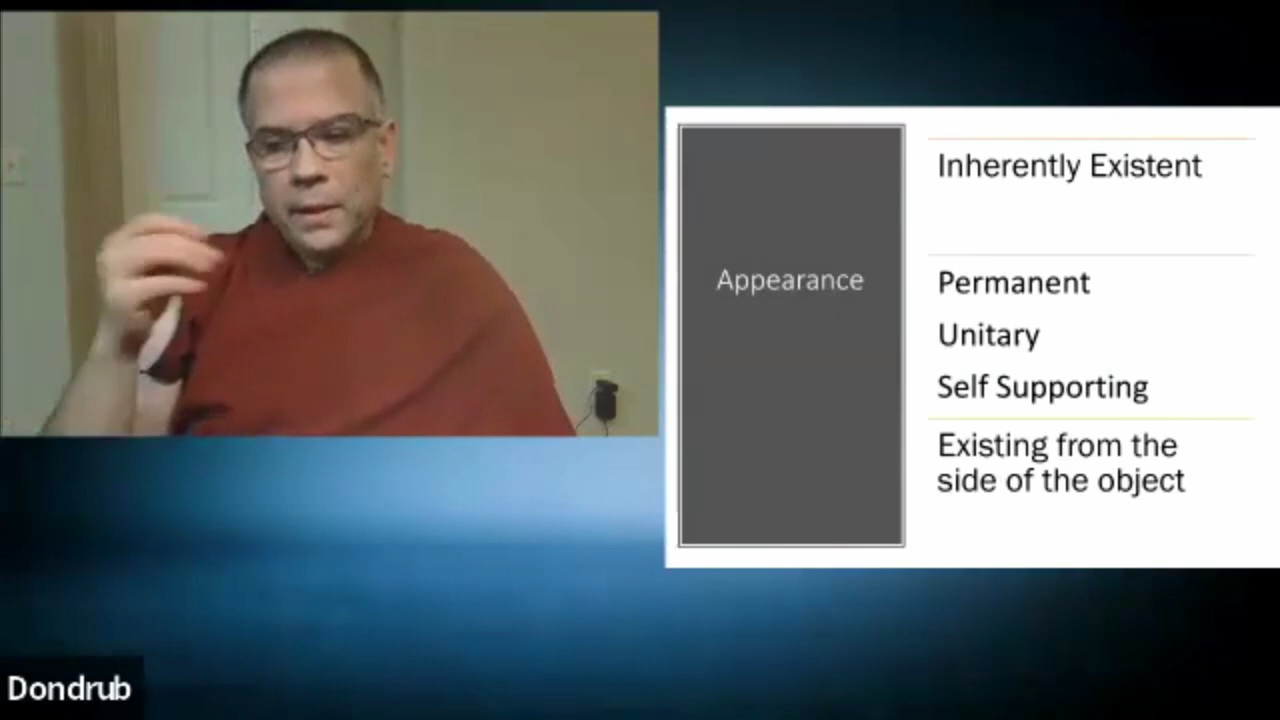 Appearance
Inherently Existent
Permanent
Unitary
Self Supporting
Existing from the
side of the object
Dondrub